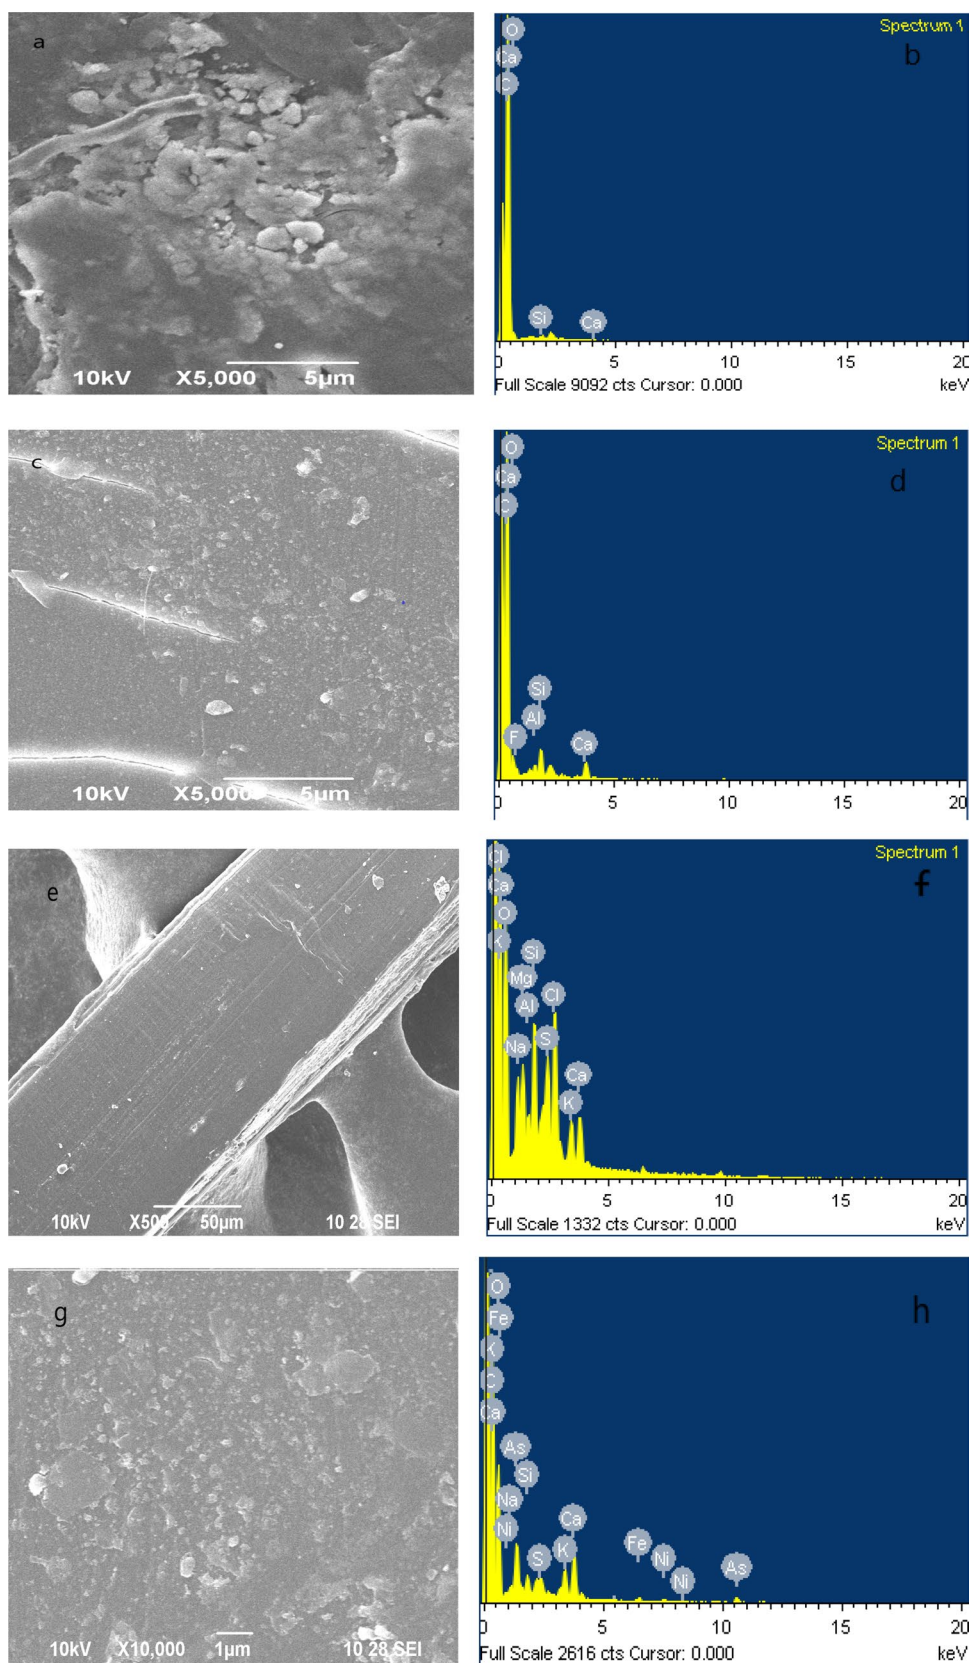 a
10kV X5,000 5µm
Spectrum 1
b
O
Ca
C
Si Ca
0 5 10 15 20
Full Scale 9092 cts Cursor: 0.000 keV
c
10kV X5,000 5µm
Spectrum 1
d
O
Ca
C
Si
Al
F Ca
0 5 10 15 20
e
10kV X500 50µm 10 28 SEI
Spectrum 1
f
Cl
Ca
O
K Si
Mg
Al Cl
Na S
Ca
K
0 5 10 15 20
Full Scale 1332 cts Cursor: 0.000 keV
g
10kV X10,000 1µm 10 28 SEI
h
O
Fe
K
C
Ca
As
Si
Na
Ni Ca
S K Fe Ni Ni As
0 5 10 15 20
Full Scale 2616 cts Cursor: 0.000 keV